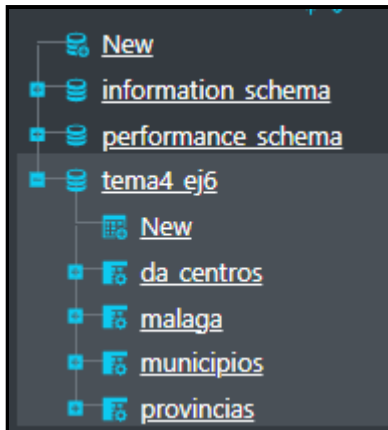 New
information_schema
performance_schema
tema4_ej6
New
da_centros
malaga
municipios
provincias